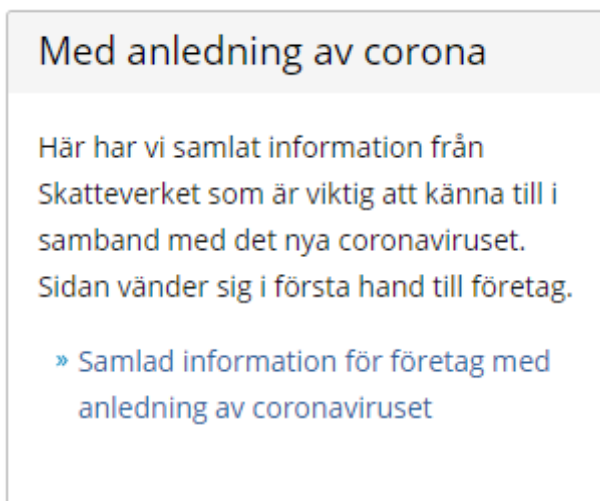 Med anledning av corona
Här har vi samlat information från
Skatteverket som är viktig att känna till i
samband med det nya coronaviruset.
Sidan vänder sig i första hand till företag.
» Samlad information för företag med
anledning av coronaviruset